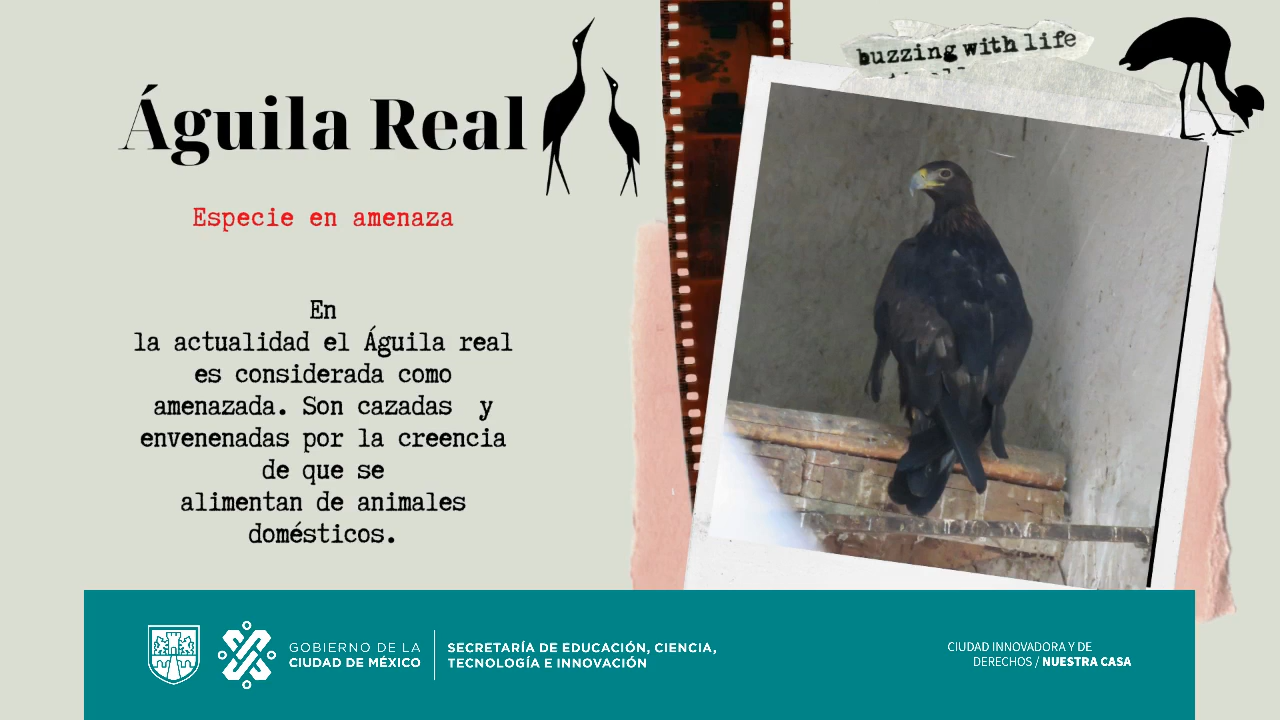 buzzing with life
Águila Real
Especie en amenaza
En
la actualidad el Águila real
es considerada como
amenazada. Son cazadas y
envenenadas por la creencia
de que se
alimentan de animales
domésticos.
GOBIERNO DE LA
CIUDAD DE MÉXICO
SECRETARÍA DE EDUCACIÓN, CIENCIA,
TECNOLOGÍA E INNOVACIÓN
CIUDAD INNOVADORA Y DE
DERECHOS / NUESTRA CASA